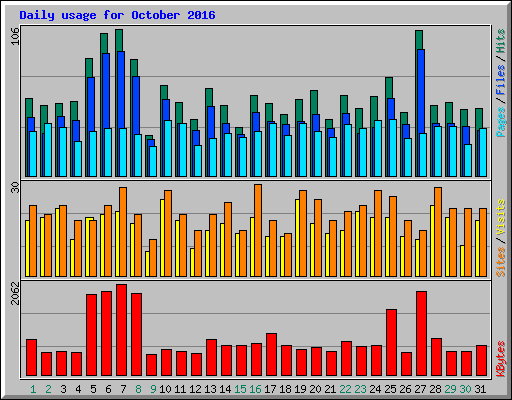 Daily usage for October 2016
106
Pages / Files / Hits
30
Sites / Visits
2062
KBytes
1 2 3 4 5 6 7 8 9 10 11 12 13 14 15 16 17 18 19 20 21 22 23 24 25 26 27 28 29 30 31